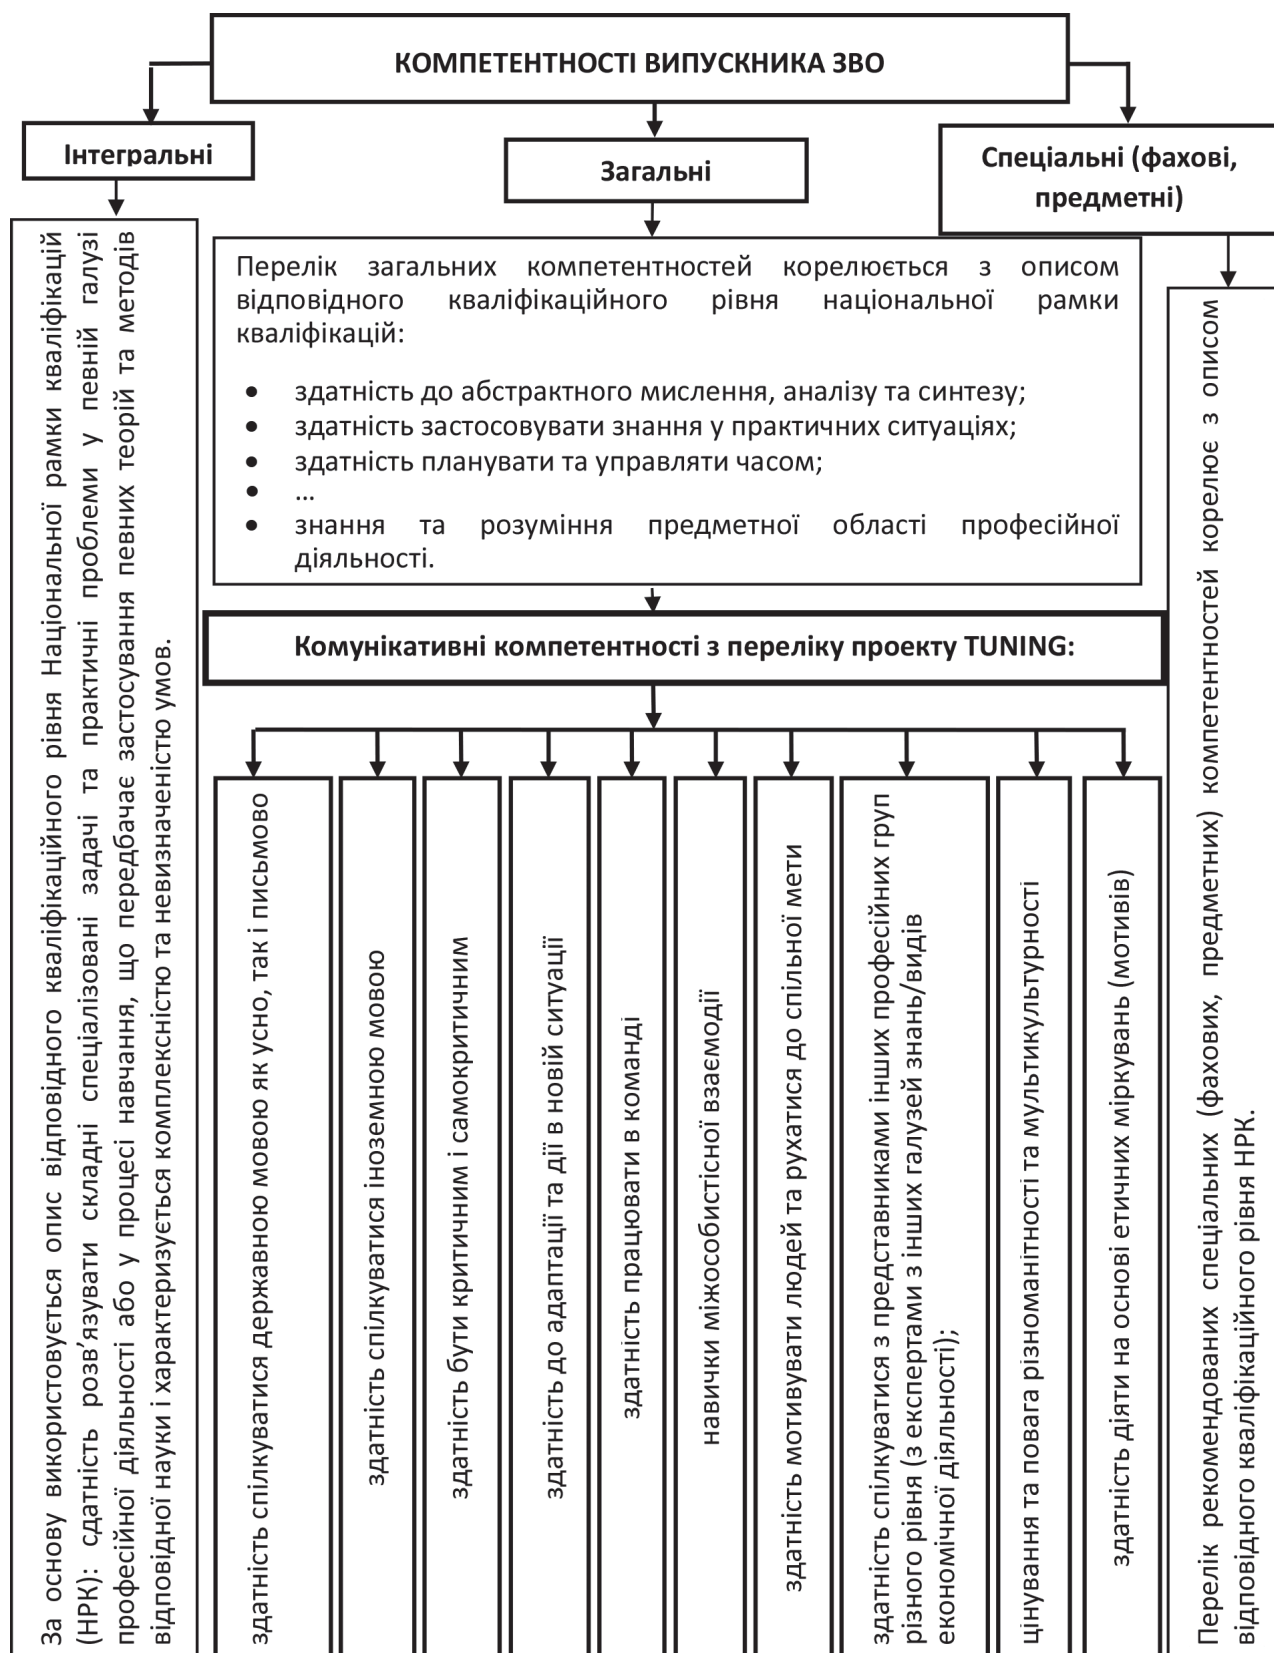 КОМПЕТЕНТНОСТІ ВИПУСКНИКА ЗВО
Інтегральні
Загальні
Спеціальні (фахові,
предметні)
За основу використовується опис відповідного кваліфікаційного рівня Національної рамки кваліфікацій
(НРК): сдатність розв’язувати складні спеціалізовані задачі та практичні проблеми у певній галузі
професійної діяльності або у процесі навчання, що передбачає застосування певних теорій та методів
відповідної науки і характеризується комплексністю та невизначеністю умов.
Перелік загальних компетентностей корелюється з описом
відповідного кваліфікаційного рівня національної рамки
кваліфікацій:
• здатність до абстрактного мислення, аналізу та синтезу;
• здатність застосовувати знання у практичних ситуаціях;
• здатність планувати та управляти часом;
• …
• знання та розуміння предметної області професійної
діяльності.
Комунікативні компетентності з переліку проекту TUNING:
здатність спілкуватися державною мовою як усно, так і письмово
здатність спілкуватися іноземною мовою
здатність бути критичним і самокритичним
здатність до адаптації та дії в новій ситуації
здатність працювати в команді
навички міжособистісної взаємодії
здатність мотивувати людей та рухатися до спільної мети
здатність спілкуватися з представниками інших професійних груп
різного рівня (з експертами з інших галузей знань/видів
економічної діяльності);
цінування та повага різноманітності та мультикультурності
здатність діяти на основі етичних міркувань (мотивів)
Перелік рекомендованих спеціальних (фахових, предметних) компетентностей корелює з описом
відповідного кваліфікаційного рівня НРК.